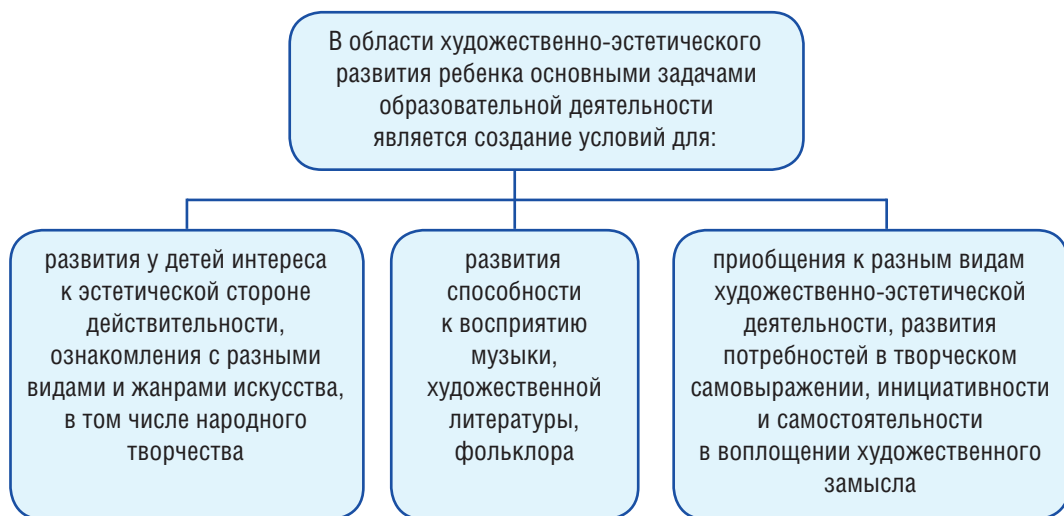 В области художественно-эстетического
развития ребенка основными задачами
образовательной деятельности
является создание условий для:
развития у детей интереса
к эстетической стороне
действительности,
ознакомления с разными
видами и жанрами искусства,
в том числе народного
творчества
развития
способности
к восприятию
музыки,
художественной
литературы,
фольклора
приобщения к разным видам
художественно-эстетической
деятельности, развития
потребностей в творческом
самовыражении, инициативности
и самостоятельности
в воплощении художественного
замысла